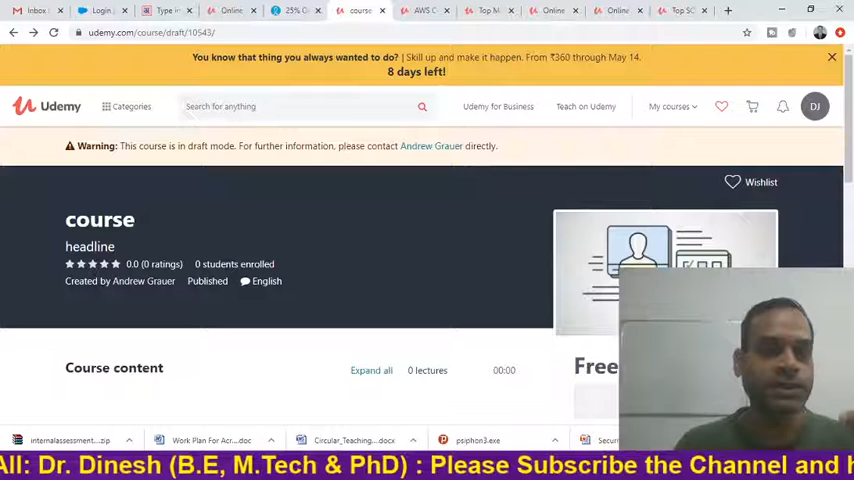 Inbox
Login
Type in
Online
25% O
course
AWS C
Top M
Online
Online
Top SC
udemy.com/course/draft/10543/
You know that thing you always wanted to do? | Skill up and make it happen. From ₹360 through May 14.
8 days left!
Udemy
Categories
Search for anything
Udemy for Business
Teach on Udemy
My courses
DJ
Warning: This course is in draft mode. For further information, please contact Andrew Grauer directly.
Wishlist
course
headline
0.0 (0 ratings) 0 students enrolled
Created by Andrew Grauer Published English
Course content
Expand all
0 lectures
00:00
Free
internalassessment....zip
Work Plan For Acr....doc
Circular_Teaching....docx
psiphon3.exe
Secur
All: Dr. Dinesh (B.E, M.Tech & PhD) : Please Subscribe the Channel and h